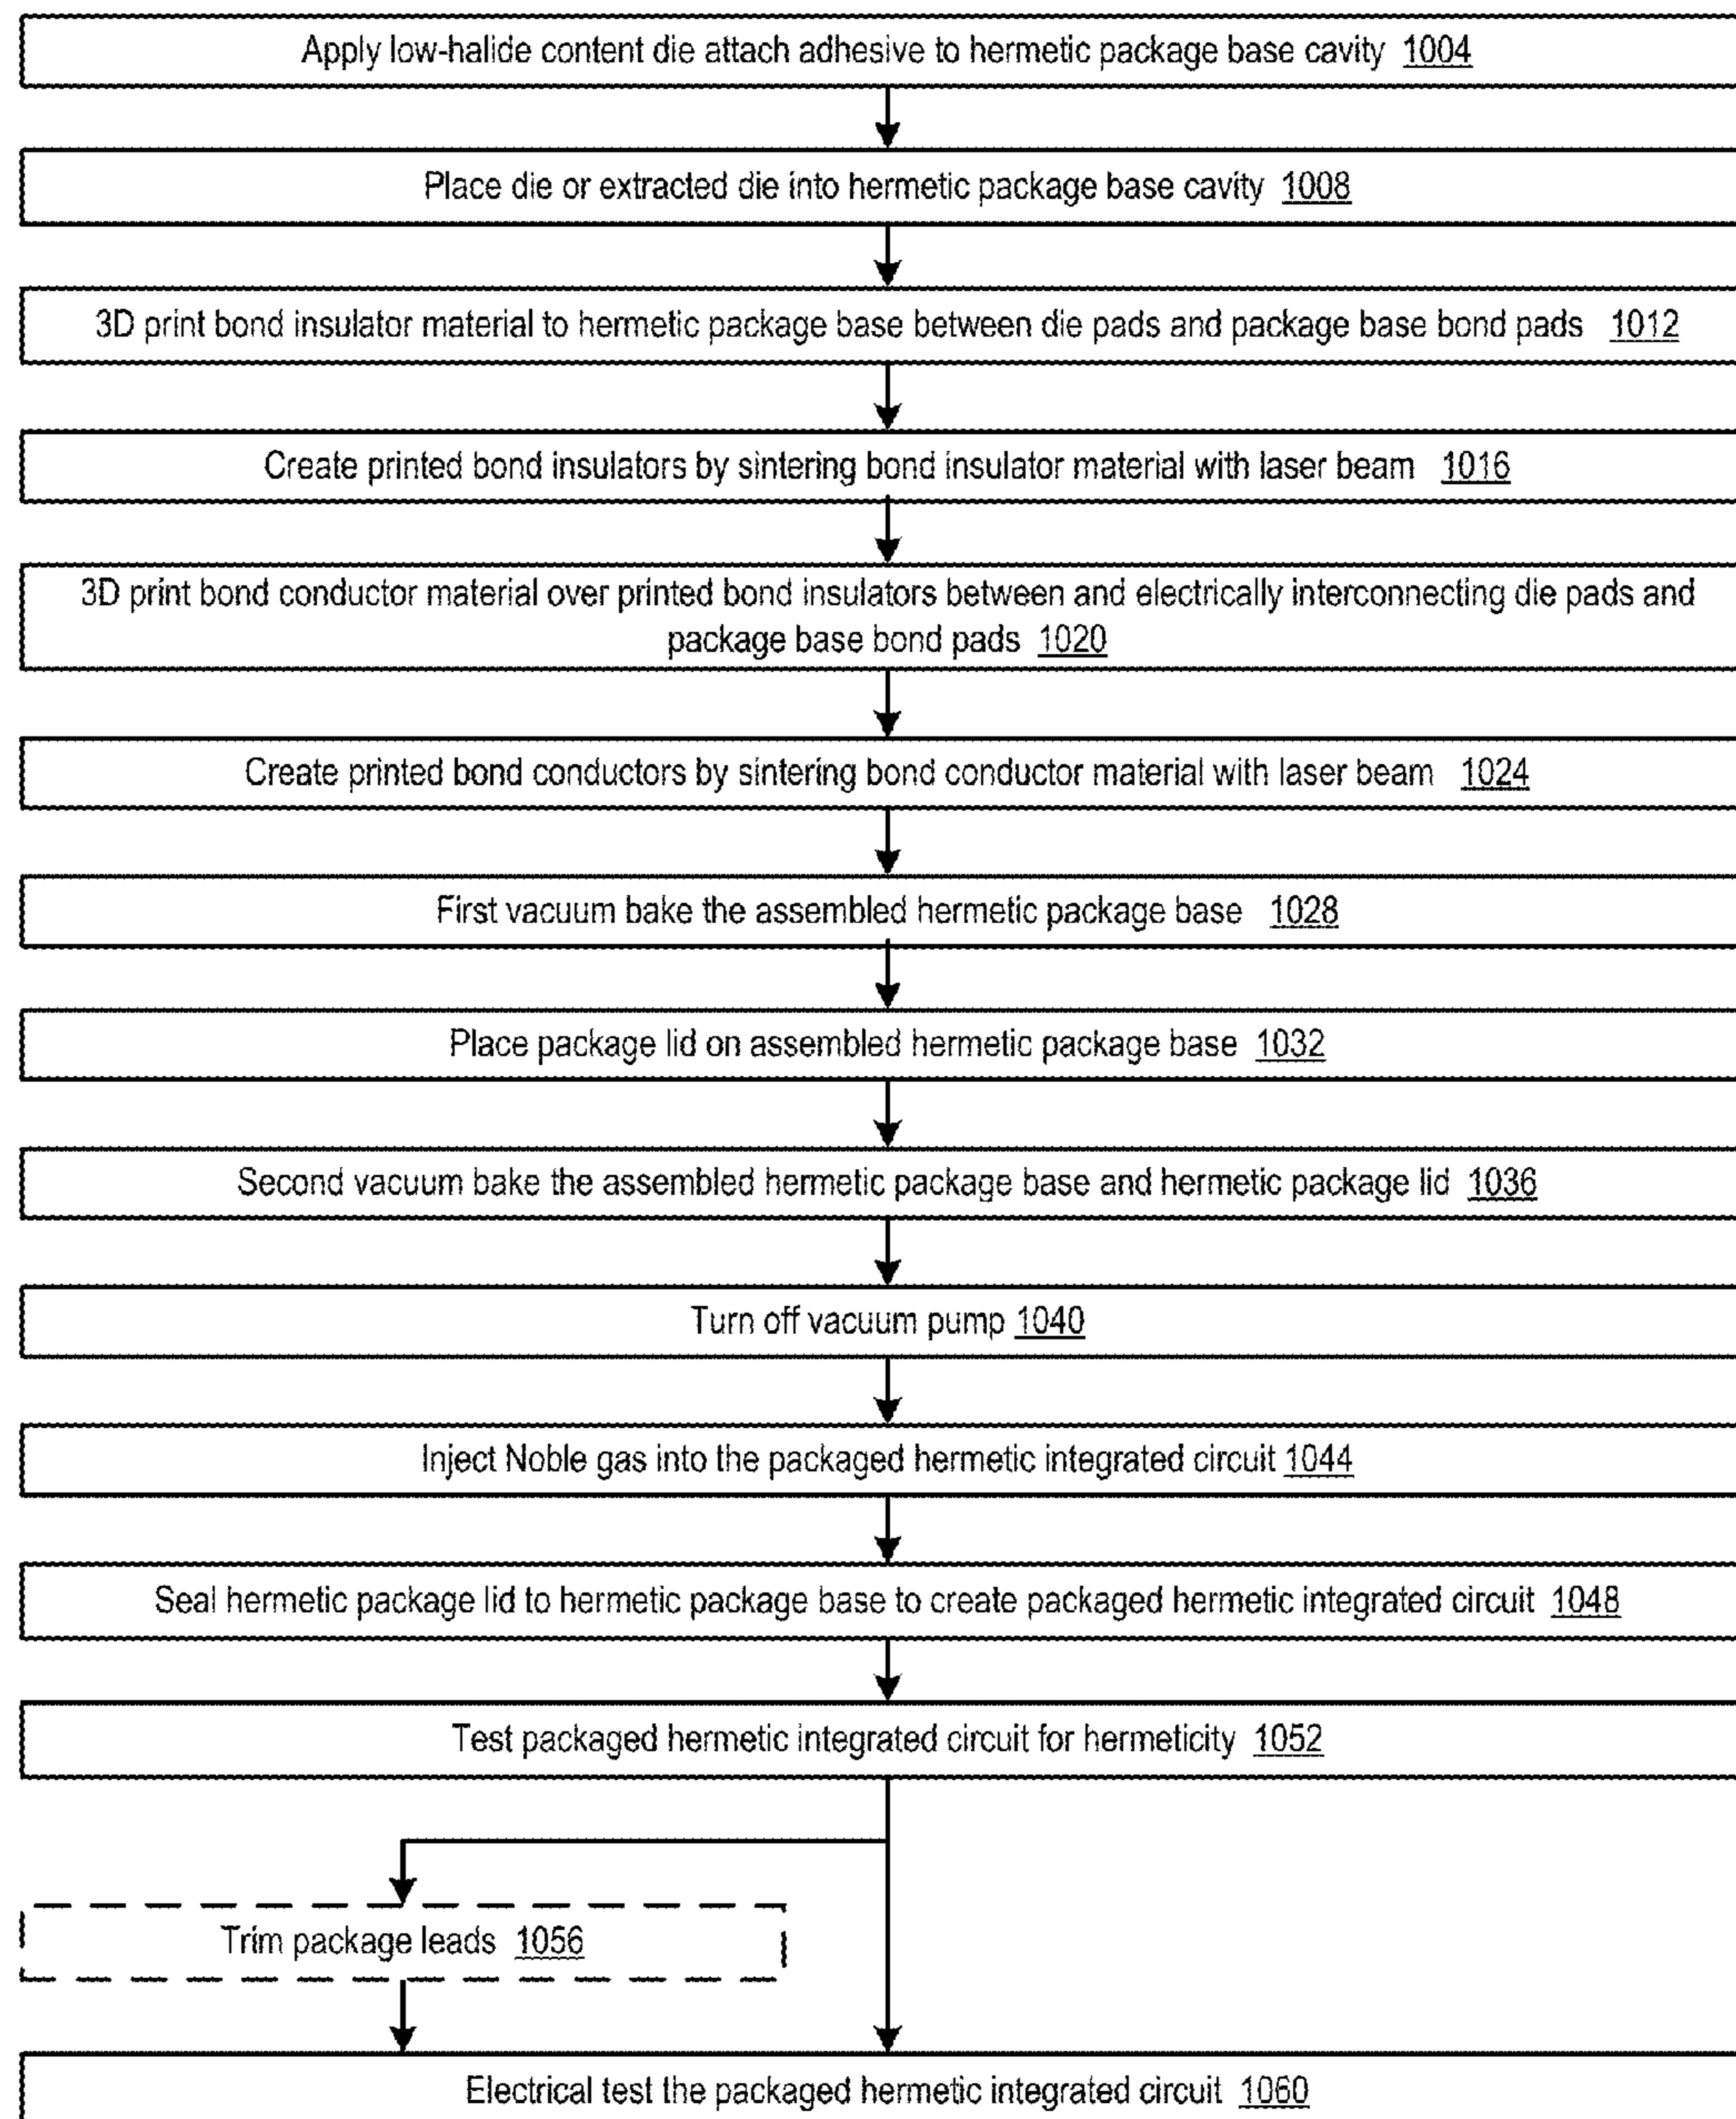 Apply low-halide content die attach adhesive to hermetic package base cavity 1004
Place die or extracted die into hermetic package base cavity 1008
3D print bond insulator material to hermetic package base between die pads and package base bond pads 1012
Create printed bond insulators by sintering bond insulator material with laser beam 1016
3D print bond conductor material over printed bond insulators between and electrically interconnecting die pads and
package base bond pads 1020
Create printed bond conductors by sintering bond conductor material with laser beam 1024
First vacuum bake the assembled hermetic package base 1028
Place package lid on assembled hermetic package base 1032
Second vacuum bake the assembled hermetic package base and hermetic package lid 1036
Turn off vacuum pump 1040
Inject Noble gas into the packaged hermetic integrated circuit 1044
Seal hermetic package lid to hermetic package base to create packaged hermetic integrated circuit 1048
Test packaged hermetic integrated circuit for hermeticity 1052
Trim package leads 1056
Electrical test the packaged hermetic integrated circuit 1060